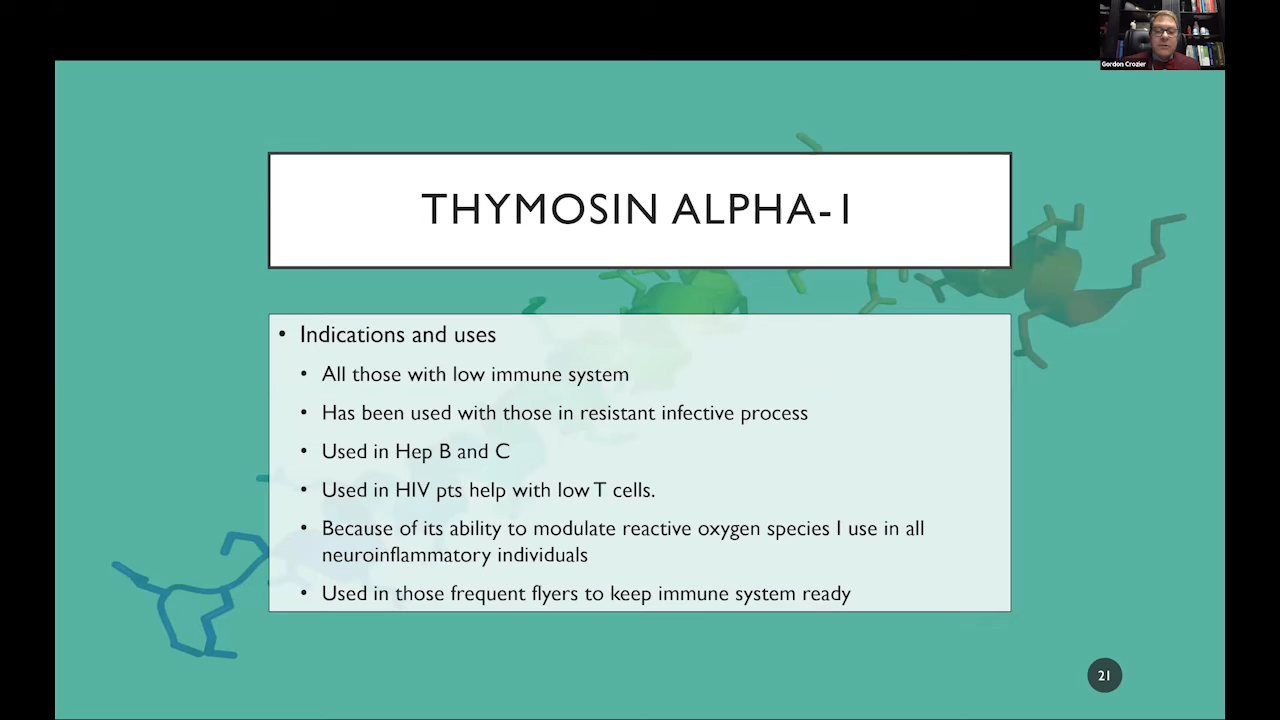 Gordon Crozier
THYMOSIN ALPHA-1
• Indications and uses
• All those with low immune system
• Has been used with those in resistant infective process
• Used in Hep B and C
• Used in HIV pts help with low T cells.
• Because of its ability to modulate reactive oxygen species I use in all
neuroinflammatory individuals
• Used in those frequent flyers to keep immune system ready
21